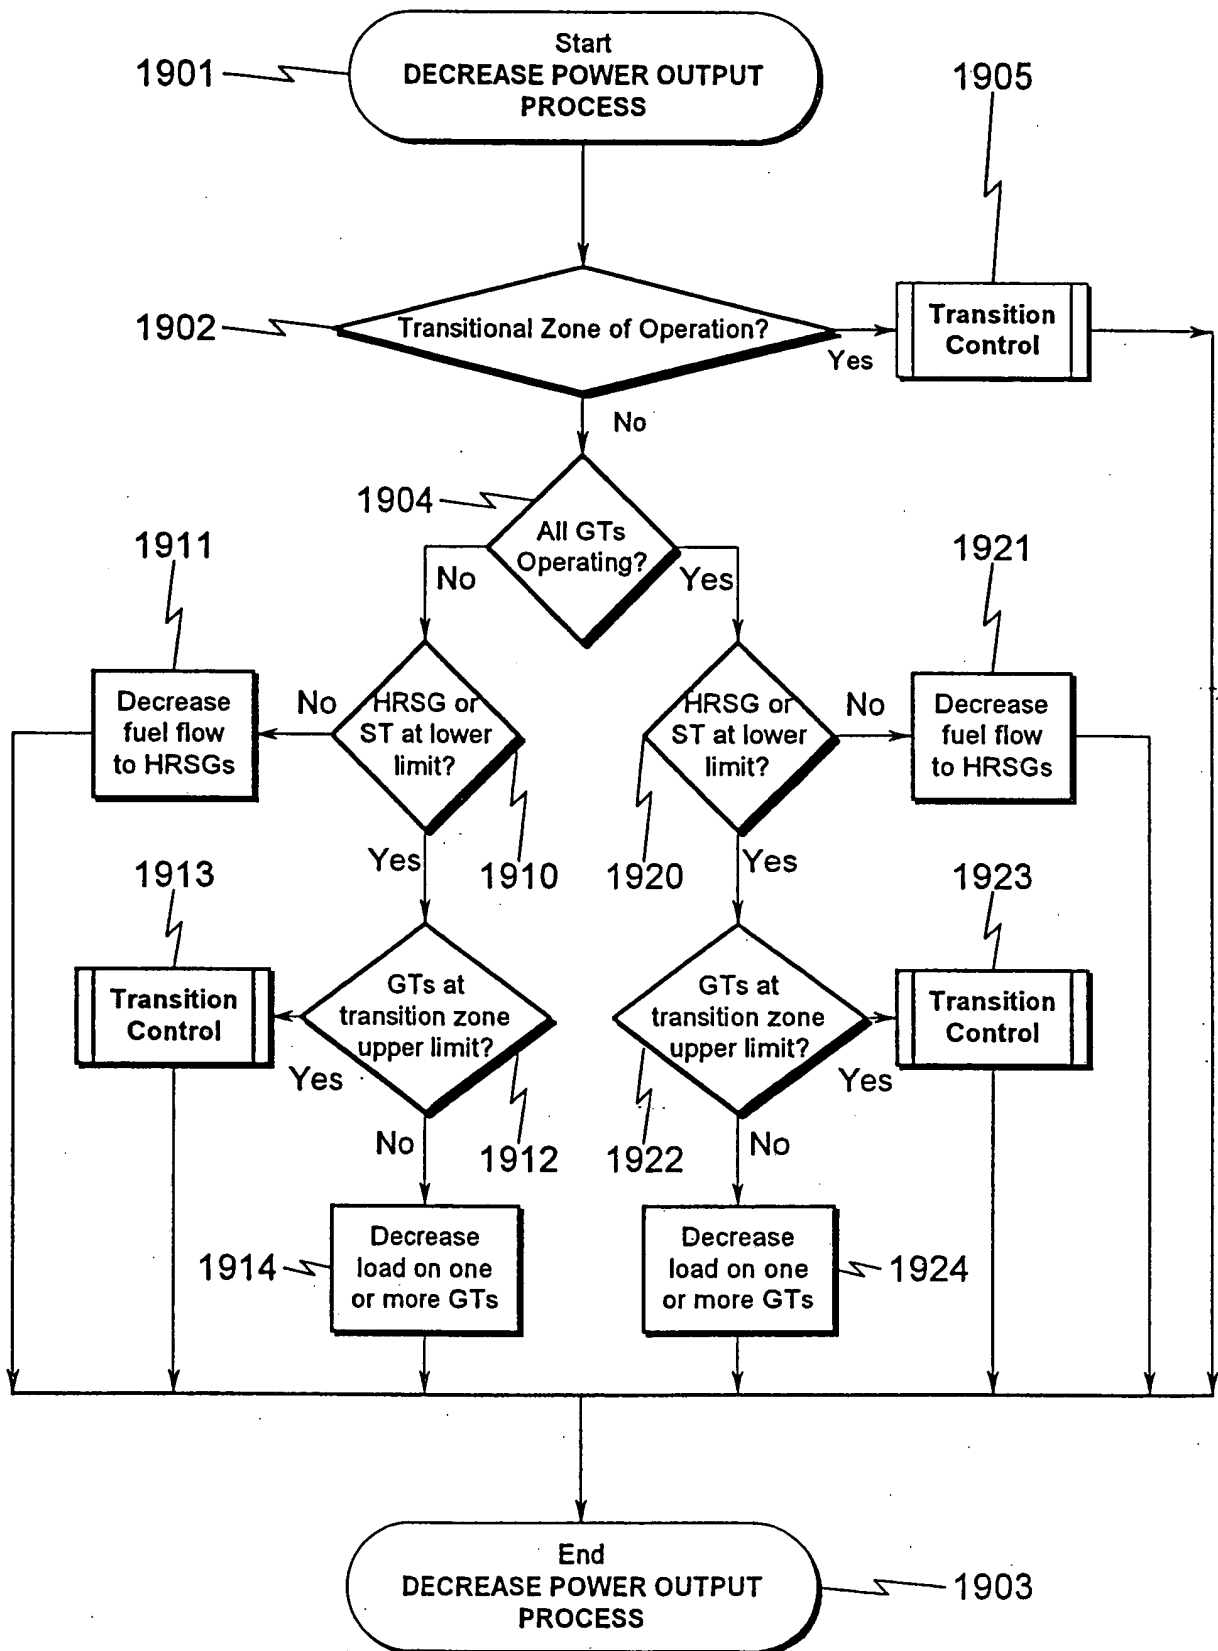 Start
DECREASE POWER OUTPUT
PROCESS
1901
1905
1902
Transitional Zone of Operation?
Yes
Transition
Control
No
1904
All GTs
Operating?
No
Yes
1911
1921
Decrease
fuel flow
to HRSGs
No
HRSG or
ST at lower
limit?
HRSG or
ST at lower
limit?
No
Decrease
fuel flow
to HRSGs
Yes
1910
1920
Yes
1913
1923
Transition
Control
Yes
GTs at
transition zone
upper limit?
GTs at
transition zone
upper limit?
Yes
Transition
Control
No
1912
1922
No
1914
Decrease
load on one
or more GTs
Decrease
load on one
or more GTs
1924
End
DECREASE POWER OUTPUT
PROCESS
1903